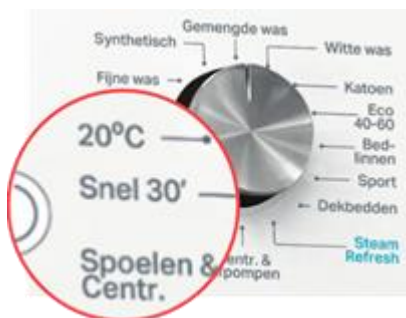 Gemengde was
Synthetisch
Witte was
Fijne was
Katoen
20°C
Eco
40-60
Bed-
linnen
Snel 30'
Sport
Dekbedden
Spoelen &
Centr.
entr. &
pompen
Steam
Refresh